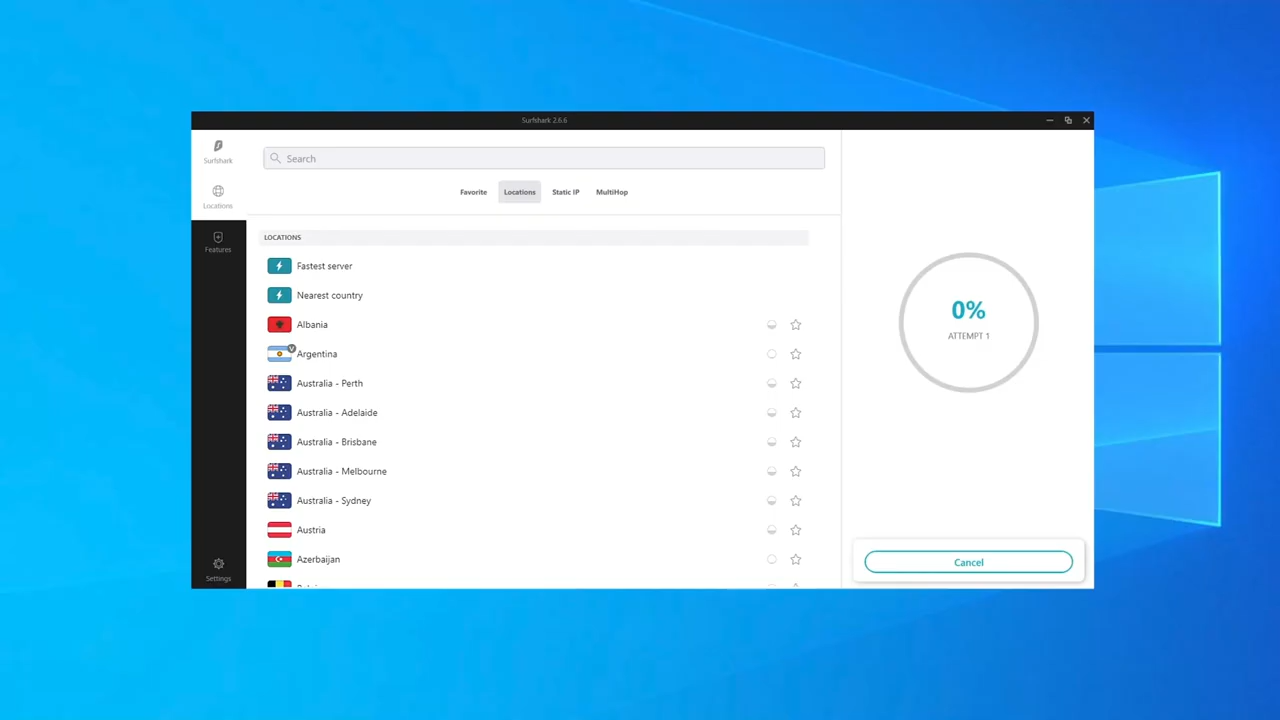 Surfshark 2.6.6
Surfshark
Locations
Features
Settings
Search
Favorite
Locations
Static IP
MultiHop
LOCATIONS
Fastest server
Nearest country
Albania
V
Argentina
Australia - Perth
Australia - Adelaide
Australia - Brisbane
Australia - Melbourne
Australia - Sydney
Austria
Azerbaijan
0%
ATTEMPT 1
Cancel